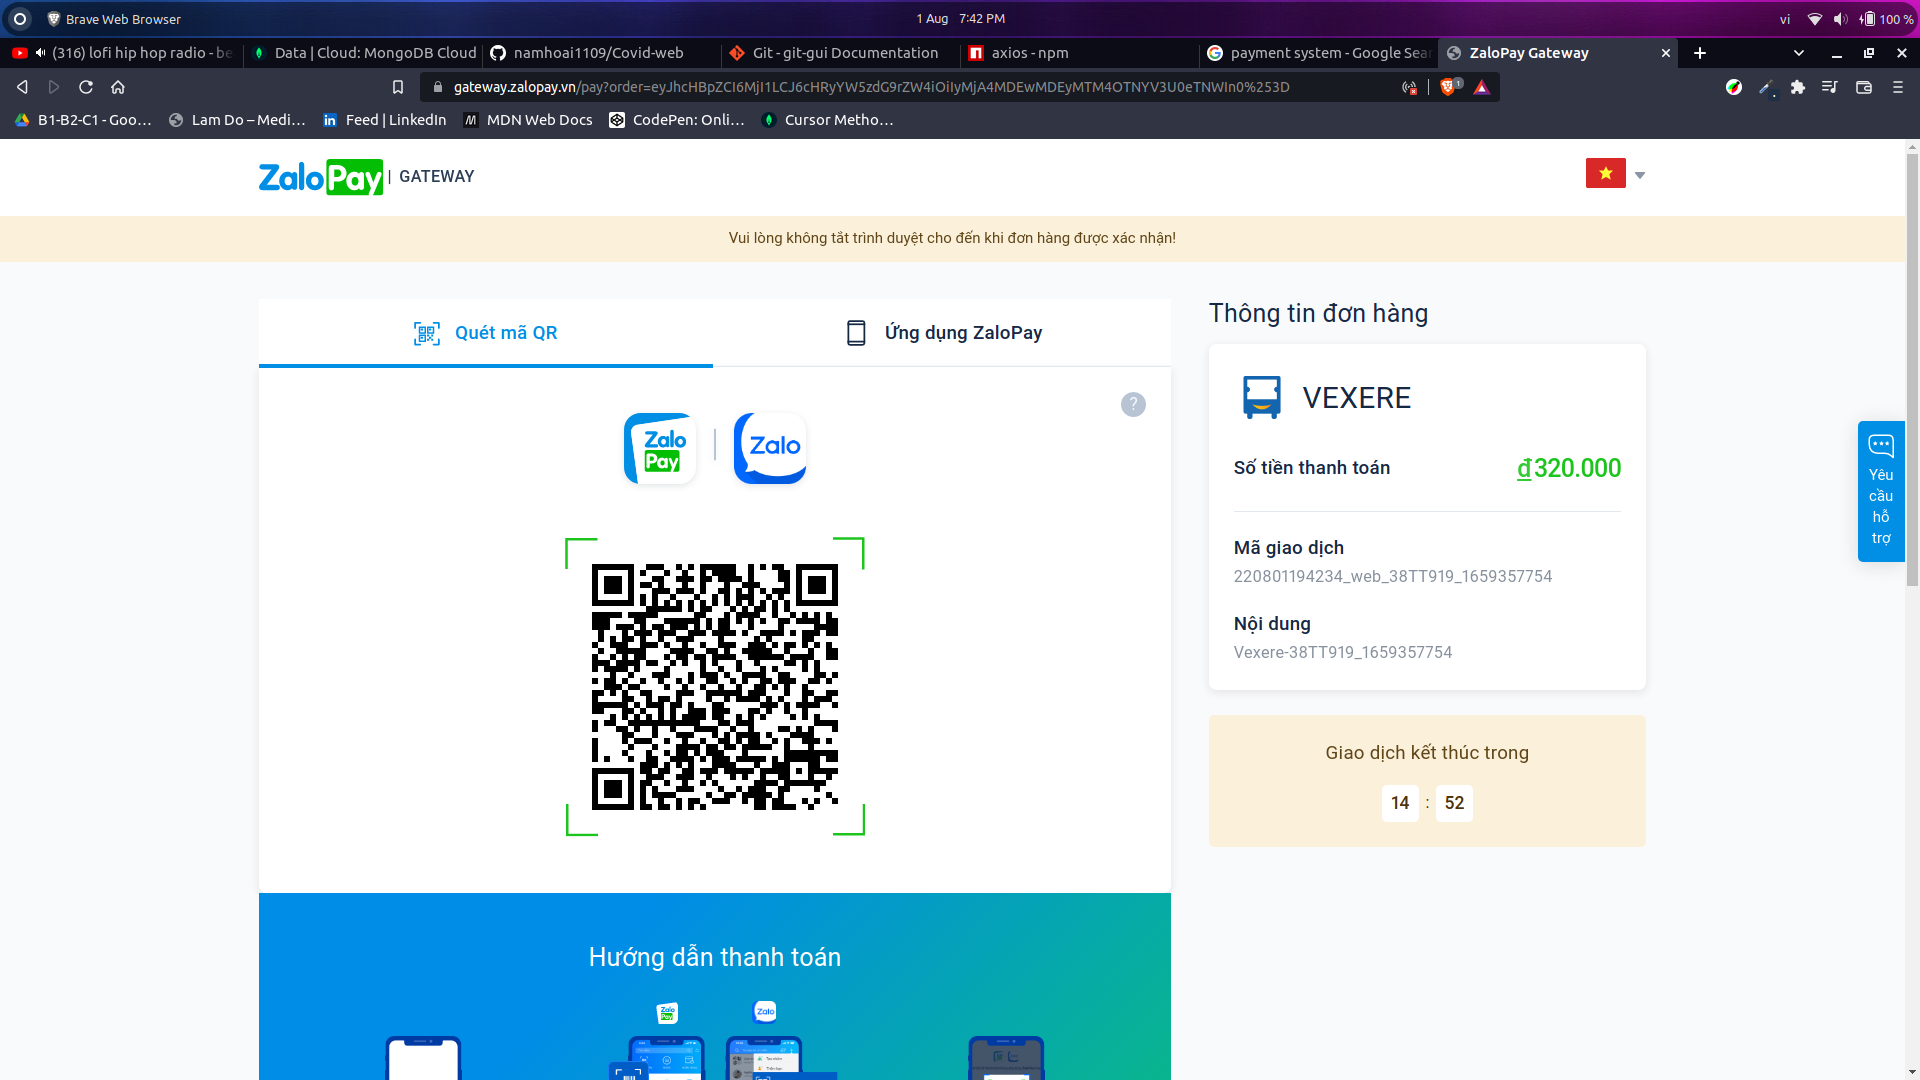 Brave Web Browser
1 Aug 7:42 PM
vi
100 %
(316) lofi hip hop radio - be
Data | Cloud: MongoDB Cloud
namhoai1109/Covid-web
Git - git-gui Documentation
axios - npm
payment system - Google Sear
ZaloPay Gateway
gateway.zalopay.vn/pay?order=eyJhcHBpZCI6MjI1LCJ6cHRyYW5zdG9rZW4iOiIyMjA4MDEwMDEyMTM4OTNYV3U0eTNWIn0%253D
1
B1-B2-C1 - Goo…
Lam Do – Medi…
Feed | LinkedIn
MDN Web Docs
CodePen: Onli…
Cursor Metho…
ZaloPay | GATEWAY
Vui lòng không tắt trình duyệt cho đến khi đơn hàng được xác nhận!
Quét mã QR
Ứng dụng ZaloPay
?
Zalo Pay
Zalo
Thông tin đơn hàng
VEXERE
Số tiền thanh toán
₫320.000
Mã giao dịch
220801194234_web_38TT919_1659357754
Nội dung
Vexere-38TT919_1659357754
Giao dịch kết thúc trong
14 : 52
Yêu
cầu
hỗ
trợ
Hướng dẫn thanh toán
Zalo Pay
Zalo